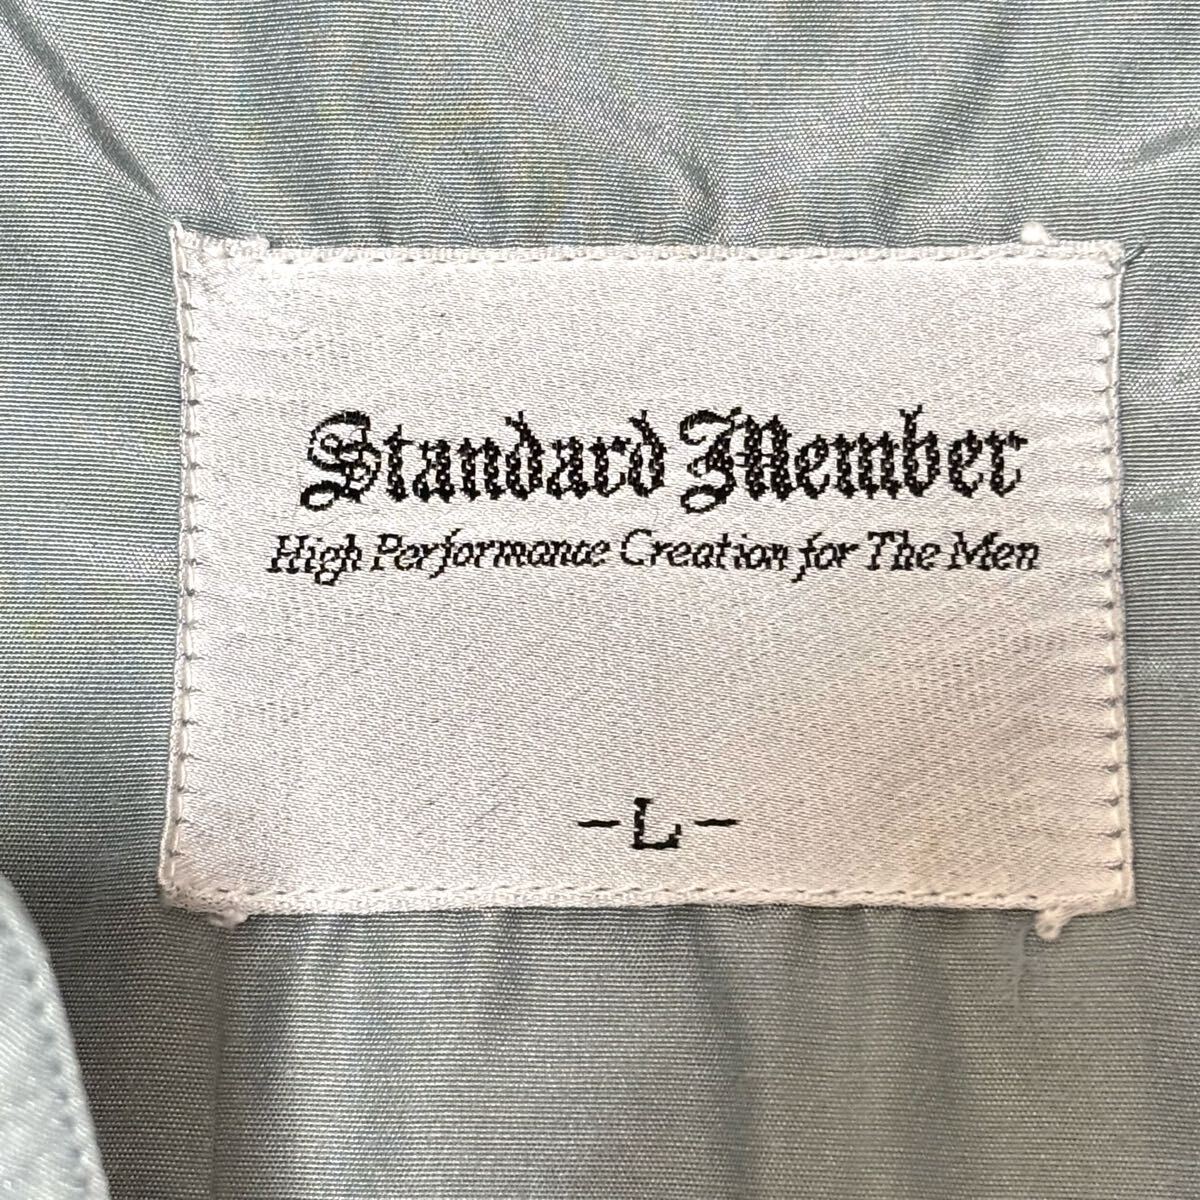 Standard Member
High Performance Creation for The Men
-L-